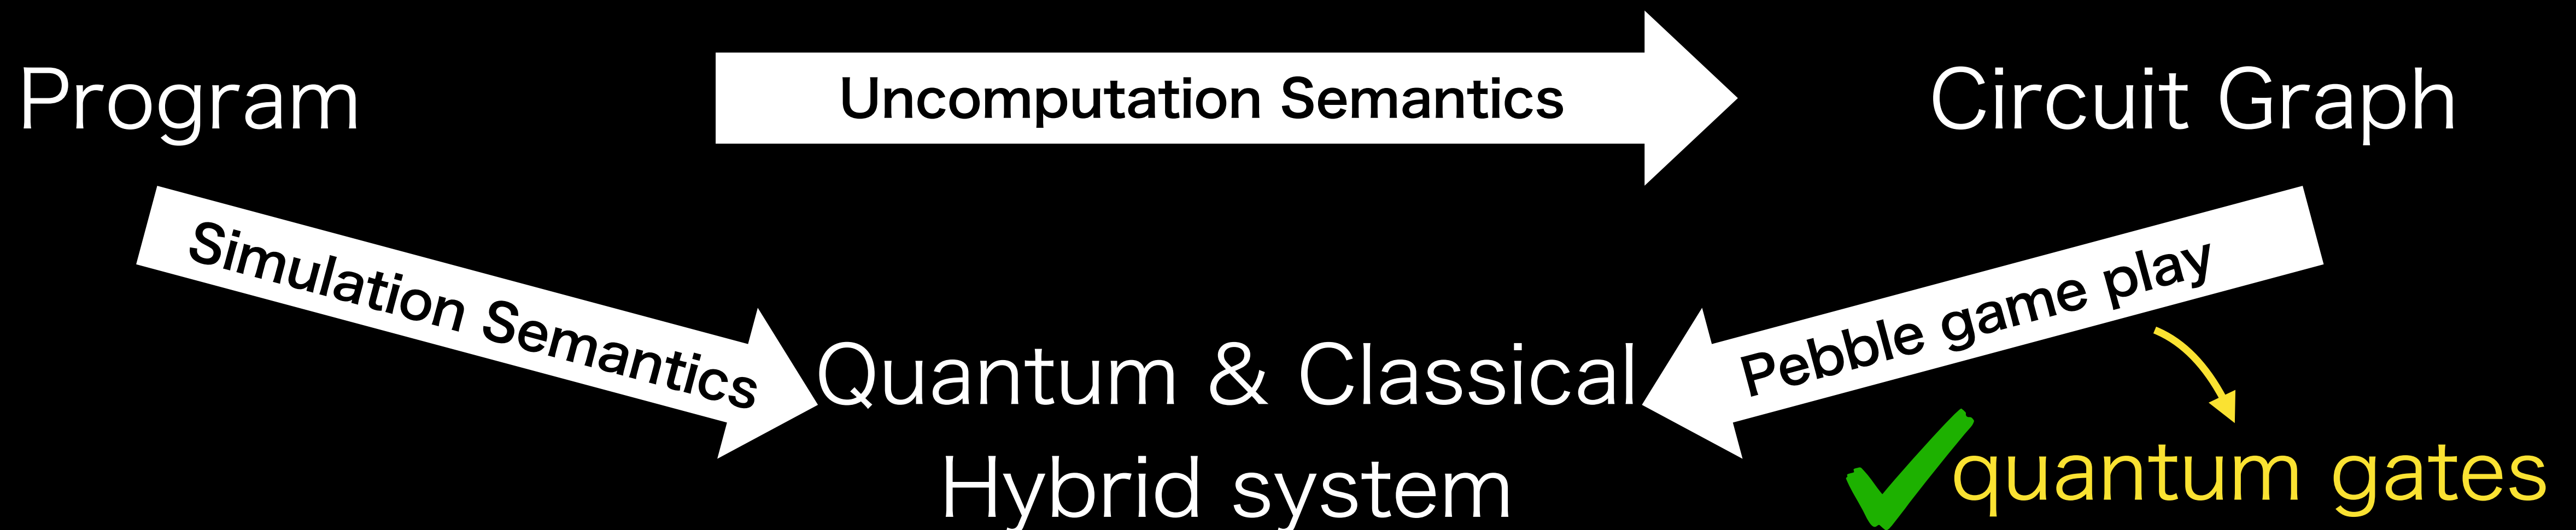 Program
Uncomputation Semantics
Circuit Graph
Simulation Semantics
Pebble game play
Quantum & Classical
Hybrid system
quantum gates